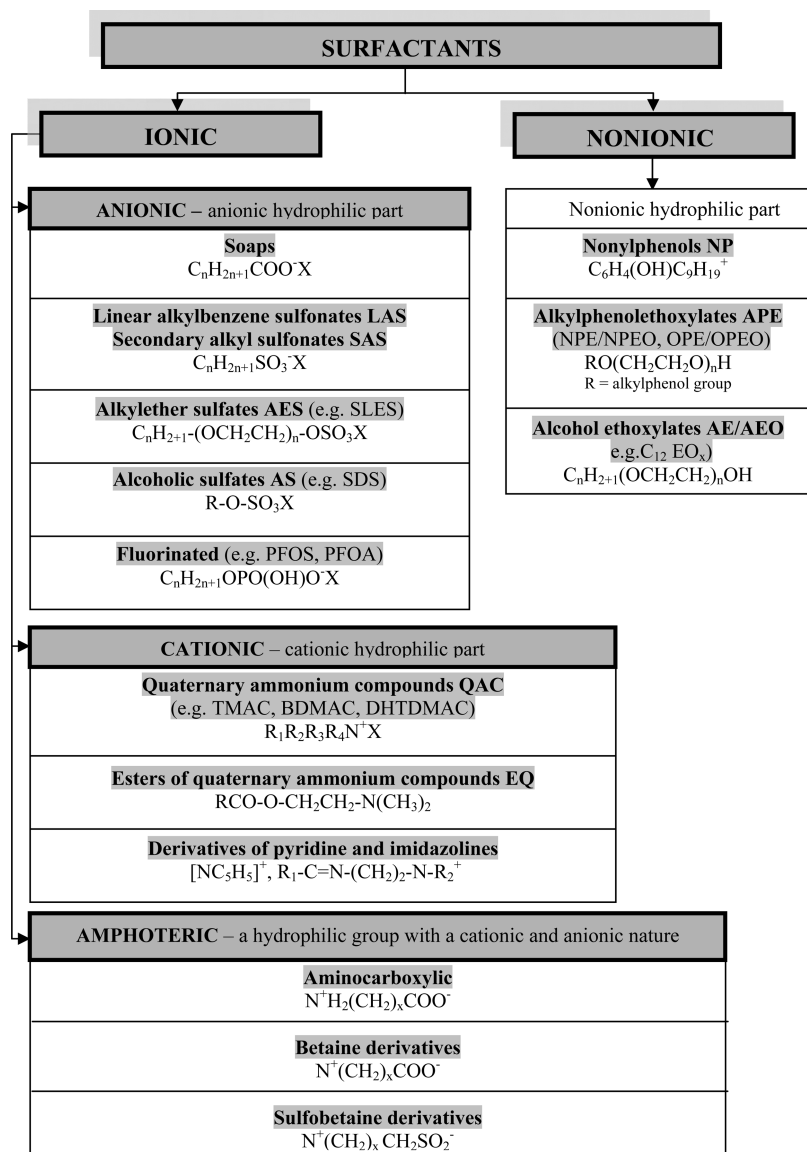 SURFACTANTS
IONIC
NONIONIC
ANIONIC – anionic hydrophilic part
Soaps
CₙH₂ₙ₊₁COO⁻X
Linear alkylbenzene sulfonates LAS
Secondary alkyl sulfonates SAS
CₙH₂ₙ₊₁SO₃⁻X
Alkylether sulfates AES (e.g. SLES)
CₙH₂₊₁-(OCH₂CH₂)ₙ-OSO₃X
Alcoholic sulfates AS (e.g. SDS)
R-O-SO₃X
Fluorinated (e.g. PFOS, PFOA)
CₙH₂ₙ₊₁OPO(OH)O⁻X
Nonionic hydrophilic part
Nonylphenols NP
C₆H₄(OH)C₉H₁₉⁺
Alkylphenolethoxylates APE
(NPE/NPEO, OPE/OPEO)
RO(CH₂CH₂O)ₙH
R = alkylphenol group
Alcohol ethoxylates AE/AEO
e.g.C₁₂ EOₓ)
CₙH₂₊₁(OCH₂CH₂)ₙOH
CATIONIC – cationic hydrophilic part
Quaternary ammonium compounds QAC
(e.g. TMAC, BDMAC, DHTDMAC)
R₁R₂R₃R₄N⁺X
Esters of quaternary ammonium compounds EQ
RCO-O-CH₂CH₂-N(CH₃)₂
Derivatives of pyridine and imidazolines
[NC₅H₅]⁺, R₁-C=N-(CH₂)₂-N-R₂⁺
AMPHOTERIC – a hydrophilic group with a cationic and anionic nature
Aminocarboxylic
N⁺H₂(CH₂)ₓCOO⁻
Betaine derivatives
N⁺(CH₂)ₓCOO⁻
Sulfobetaine derivatives
N⁺(CH₂)ₓ CH₂SO₂⁻